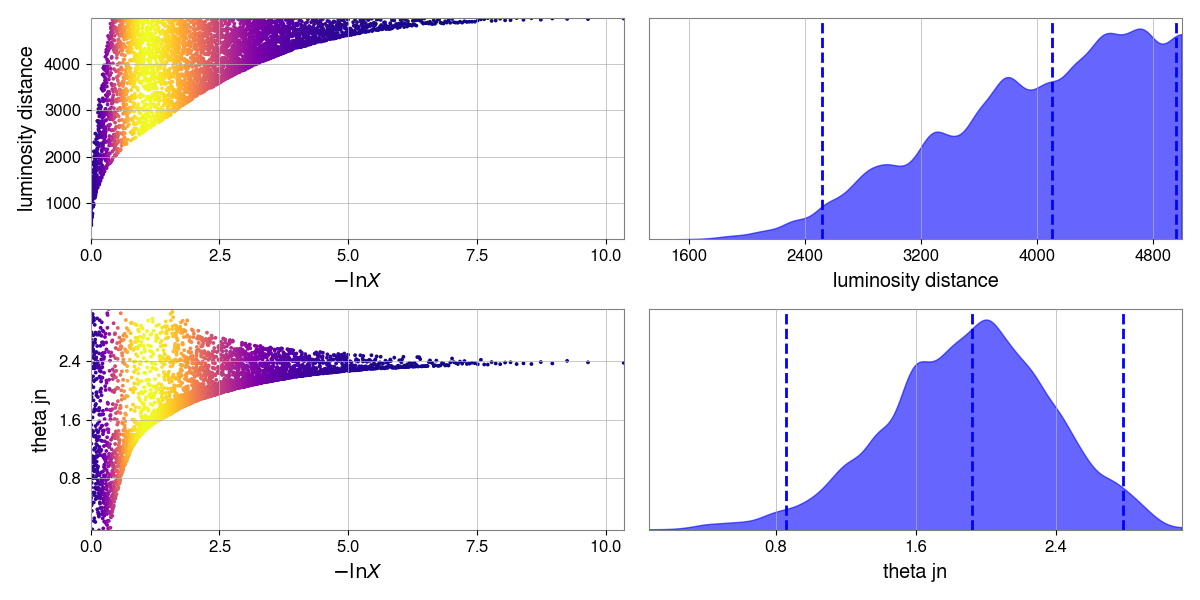 luminosity distance
4000
3000
2000
1000
0.0 2.5 5.0 7.5 10.0
−lnX
1600 2400 3200 4000 4800
luminosity distance
theta jn
2.4
1.6
0.8
0.0 2.5 5.0 7.5 10.0
−lnX
0.8 1.6 2.4
theta jn